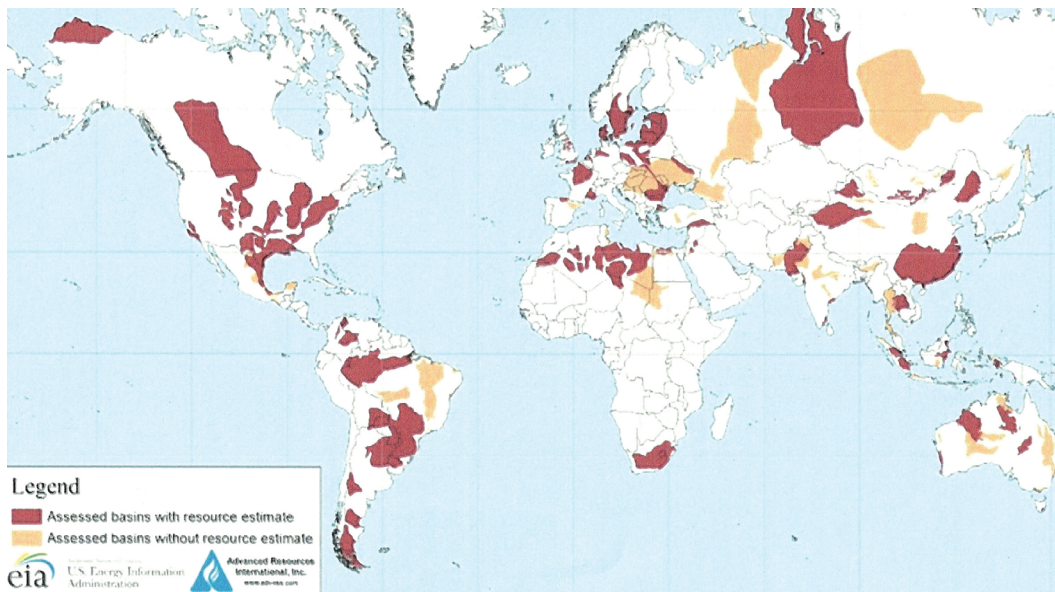 Legend
Assessed basins with resource estimate
Assessed basins without resource estimate
eia
U.S. Energy Information
Administration
Advanced Resources
International, Inc.
www.adv-res.com